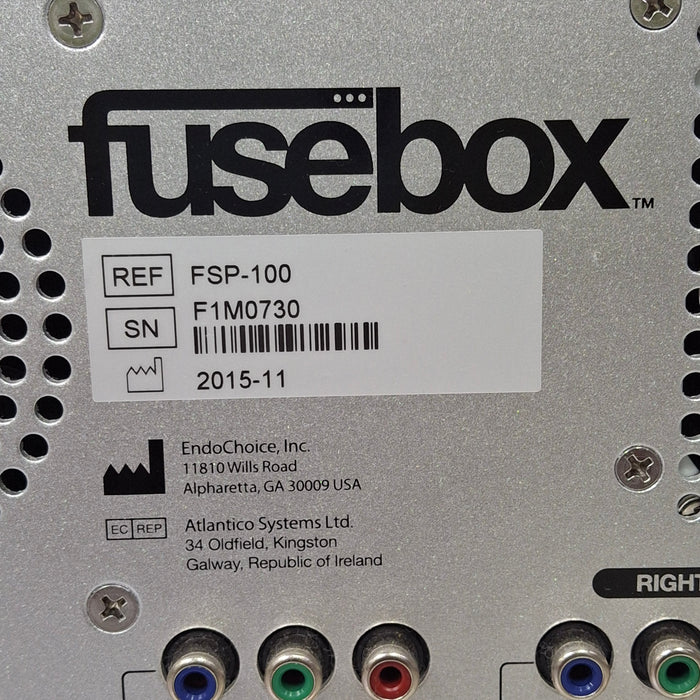 fusebox™
REF FSP-100
SN F1M0730
2015-11
EndoChoice, Inc.
11810 Wills Road
Alpharetta, GA 30009 USA
EC REP Atlantico Systems Ltd.
34 Oldfield, Kingston
Galway, Republic of Ireland
RIGHT